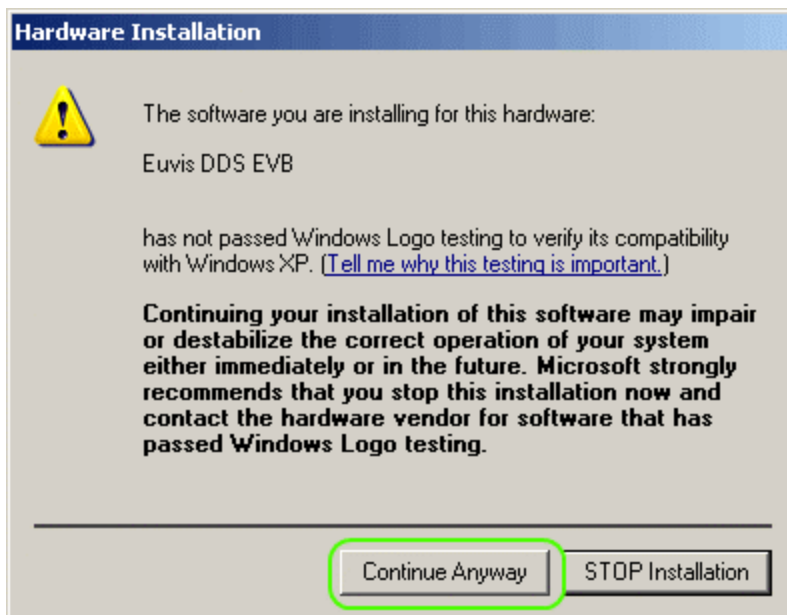 Hardware Installation
The software you are installing for this hardware:
Euvis DDS EVB
has not passed Windows Logo testing to verify its compatibility
with Windows XP. (Tell me why this testing is important.)
Continuing your installation of this software may impair
or destabilize the correct operation of your system
either immediately or in the future. Microsoft strongly
recommends that you stop this installation now and
contact the hardware vendor for software that has
passed Windows Logo testing.
Continue Anyway STOP Installation